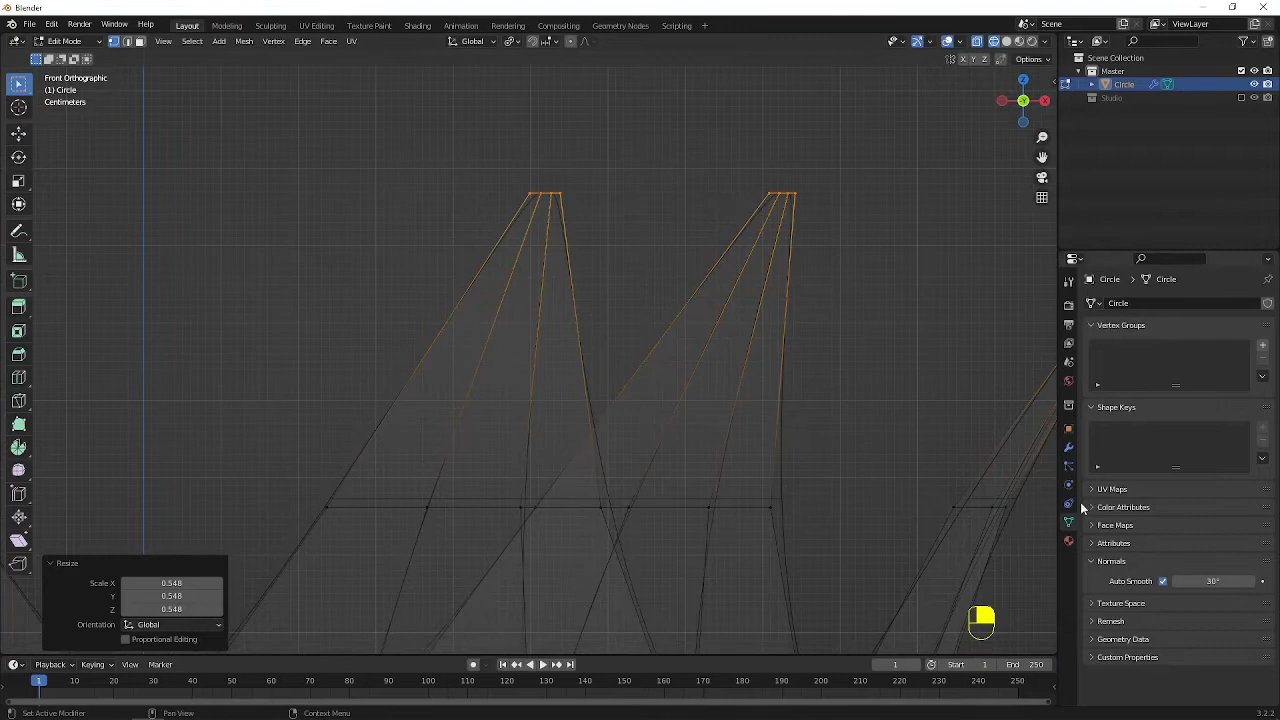 Blender
File Edit Render Window Help
Layout Modeling Sculpting UV Editing Texture Paint Shading Animation Rendering Compositing Geometry Nodes Scripting +
Scene
ViewLayer
Edit Mode
View Select Add Mesh Vertex Edge Face UV
Global
X Y Z
Options
Front Orthographic
(1) Circle
Centimeters
Z
Y
X
Scene Collection
Master
Circle
Studio
Circle
Circle
Circle
Vertex Groups
Shape Keys
UV Maps
Color Attributes
Face Maps
Attributes
Normals
Auto Smooth 30°
Texture Space
Remesh
Geometry Data
Custom Properties
Resize
Scale X 0.548
Y 0.548
Z 0.548
Orientation Global
Proportional Editing
Playback Keying View Marker
1
Start 1
End 250
1 10 20 30 40 50 60 70 80 90 100 110 120 130 140 150 160 170 180 190 200 210 220 230 240 250
Set Active Modifier
Pan View
Context Menu
3.2.2